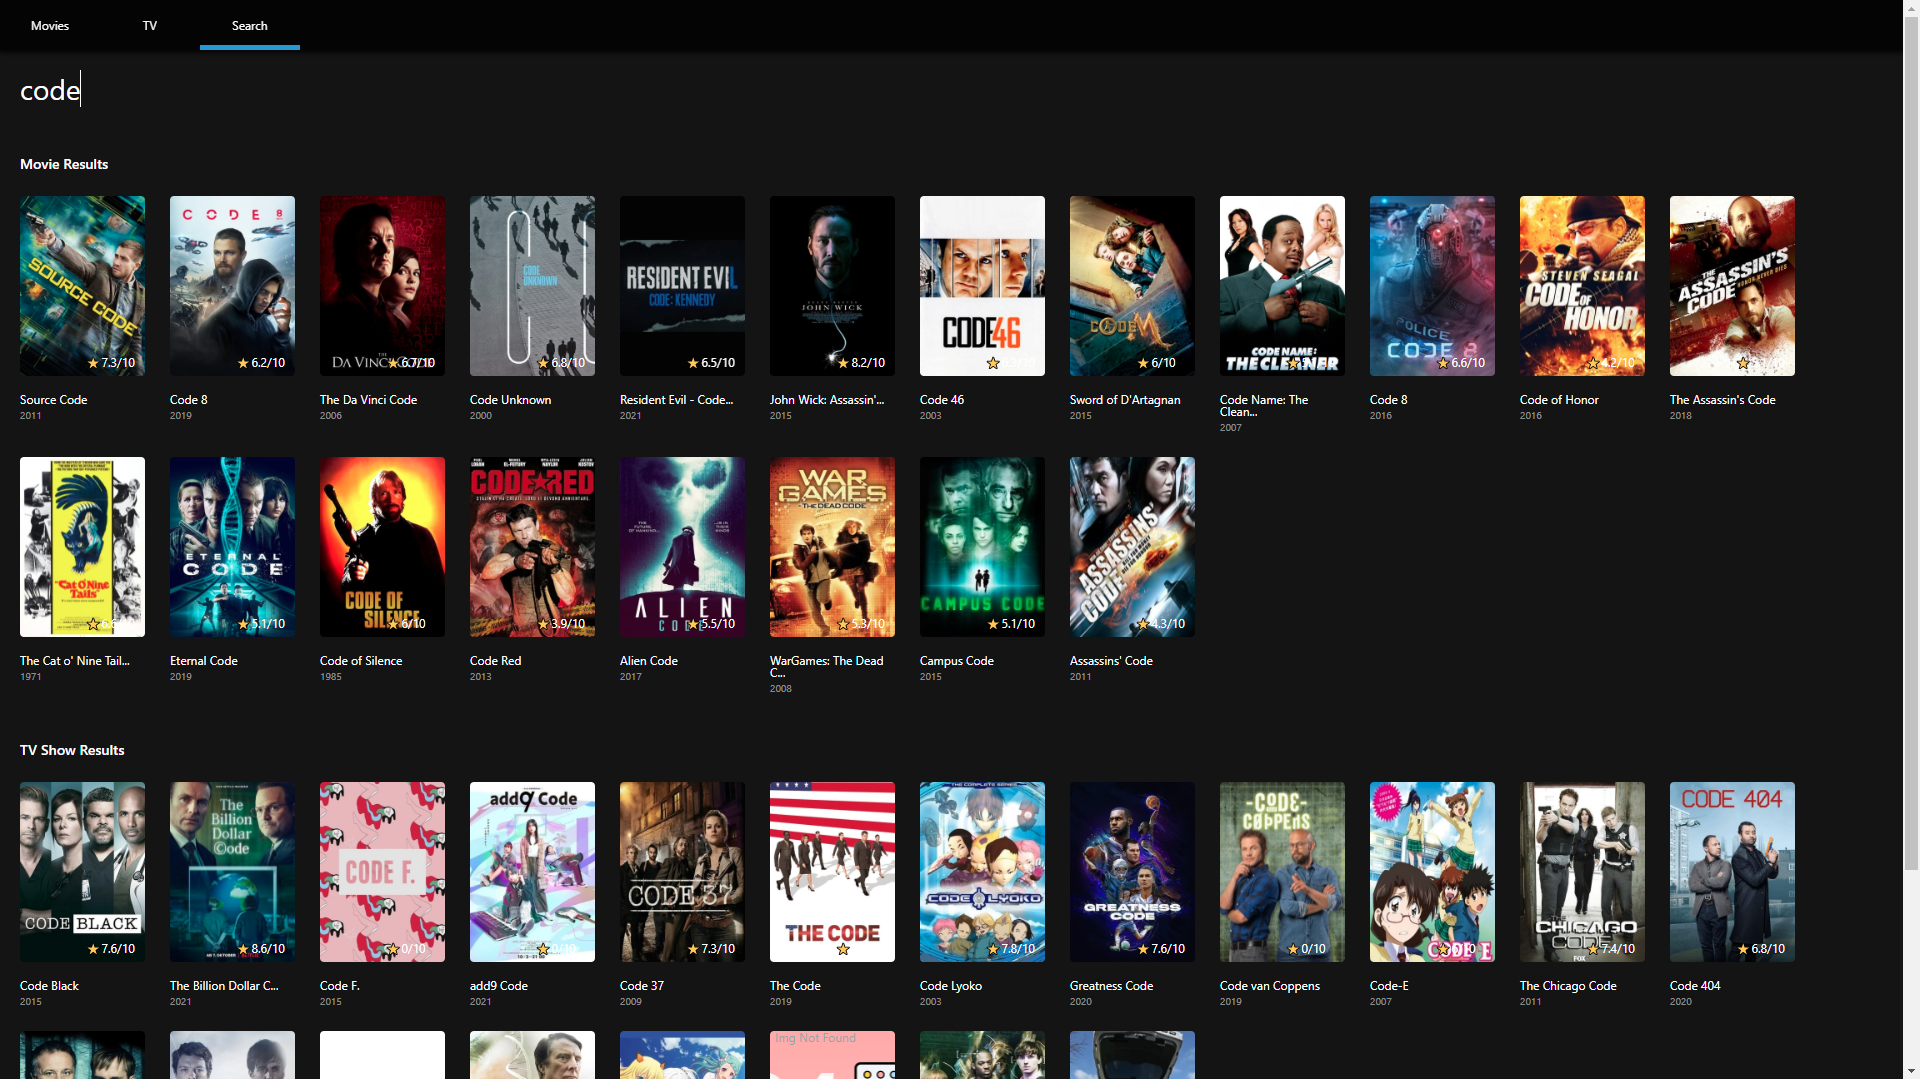 Movies
TV
Search
code
Movie Results
SOURCE CODE
7.3/10
CODE 8
6.2/10
THE
DA VINCI CODE
6.7/10
CODE
UNKNOWN
6.8/10
RESIDENT EVIL
CODE: KENNEDY
6.5/10
JOHN WICK
8.2/10
CODE46
CODE M
6/10
CODE NAME:
THE CLEANER
POLICE
CODE 8
6.6/10
STEVEN SEAGAL
CODE OF
HONOR
4.2/10
THE
ASSASSIN'S
CODE
Source Code
2011
Code 8
2019
The Da Vinci Code
2006
Code Unknown
2000
Resident Evil - Code...
2021
John Wick: Assassin'...
2015
Code 46
2003
Sword of D'Artagnan
2015
Code Name: The
Clean...
2007
Code 8
2016
Code of Honor
2016
The Assassin's Code
2018
"Cat O'Nine
Tails"
ETERNAL
CODE
5.1/10
CODE OF
SILENCE
6/10
CODE RED
3.9/10
ALIEN
CODE
5.5/10
WAR
GAMES
THE DEAD CODE
5.3/10
CAMPUS CODE
5.1/10
ASSASSINS'
CODE
4.3/10
The Cat o' Nine Tail...
1971
Eternal Code
2019
Code of Silence
1985
Code Red
2013
Alien Code
2017
WarGames: The Dead
C...
2008
Campus Code
2015
Assassins' Code
2011
TV Show Results
CODE BLACK
7.6/10
The
Billion
Dollar
©ode
8.6/10
CODE F.
0/10
add9 Code
0/10
CODE 37
7.3/10
THE CODE
THE COMPLETE SERIES
CODE LYOKO
7.8/10
GREATNESS
CODE
7.6/10
-CODE-
COPPENS
0/10
CODE-E
THE
CHICAGO
CODE
FOX
7.4/10
CODE 404
6.8/10
Code Black
2015
The Billion Dollar C...
2021
Code F.
2015
add9 Code
2021
Code 37
2009
The Code
2019
Code Lyoko
2003
Greatness Code
2020
Code van Coppens
2019
Code-E
2007
The Chicago Code
2011
Code 404
2020
Img Not Found